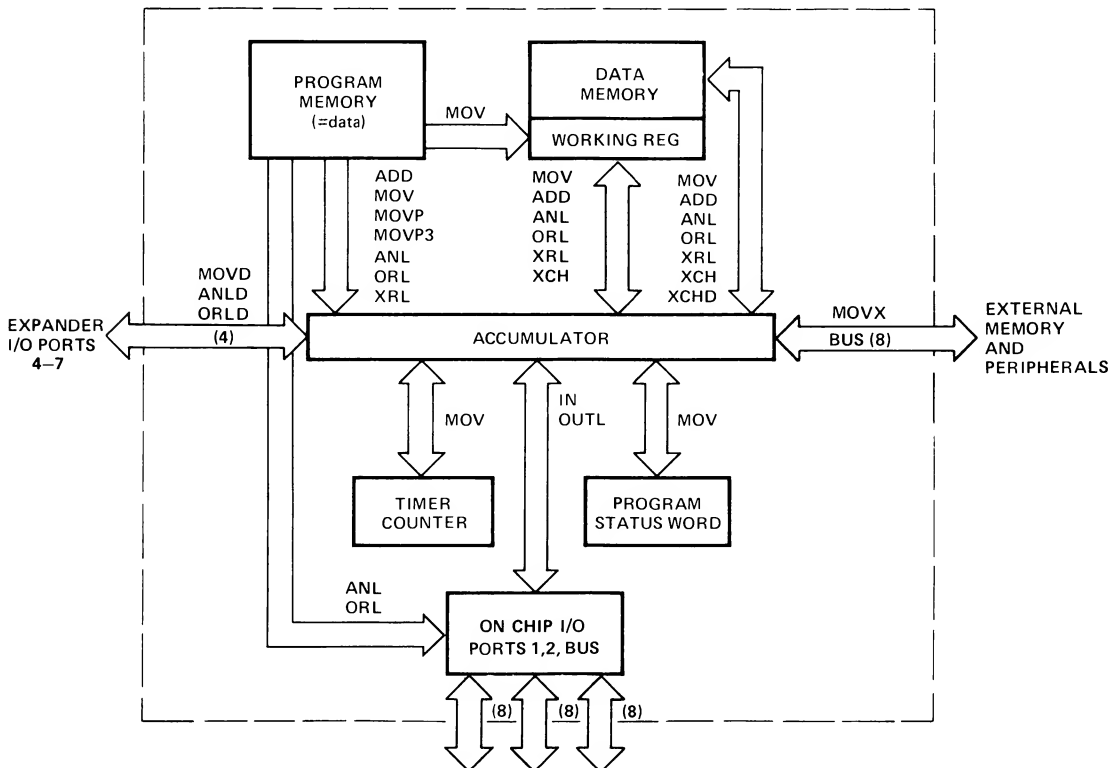 PROGRAM
MEMORY
(=data)
MOV
DATA
MEMORY
WORKING REG
ADD
MOV
MOVP
MOVP3
ANL
ORL
XRL
MOV
ADD
ANL
ORL
XRL
XCH
MOV
ADD
ANL
ORL
XRL
XCH
XCHD
MOVD
ANLD
ORLD
(4)
EXPANDER
I/O PORTS
4–7
ACCUMULATOR
MOVX
BUS (8)
EXTERNAL
MEMORY
AND
PERIPHERALS
MOV
IN
OUTL
MOV
TIMER
COUNTER
PROGRAM
STATUS WORD
ANL
ORL
ON CHIP I/O
PORTS 1,2, BUS
(8)
(8)
(8)